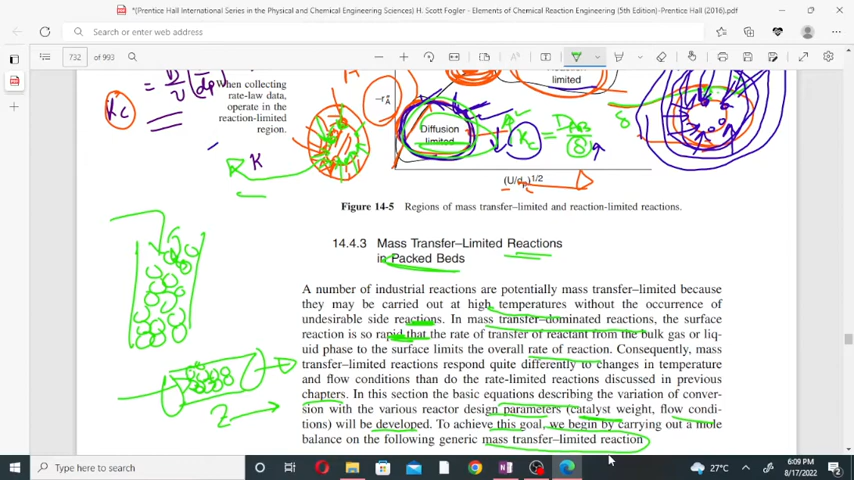 *(Prentice Hall International Series in the Physical and Chemical Engineering Sciences) H. Scott Fogler - Elements of Chemical Reaction Engineering (5th Edition)-Prentice Hall (2016).pdf
Search the web
732 of 993
When collecting
rate-law data,
operate in the
reaction-limited
region.
kc
K
limited
Diffusion
limited
kc = DAB
δ
δ
(U/dp)1/2
Figure 14-5 Regions of mass transfer–limited and reaction-limited reactions.
14.4.3 Mass Transfer–Limited Reactions
in Packed Beds
A number of industrial reactions are potentially mass transfer–limited because
they may be carried out at high temperatures without the occurrence of
undesirable side reactions. In mass transfer–dominated reactions, the surface
reaction is so rapid that the rate of transfer of reactant from the bulk gas or liq-
uid phase to the surface limits the overall rate of reaction. Consequently, mass
transfer–limited reactions respond quite differently to changes in temperature
and flow conditions than do the rate-limited reactions discussed in previous
chapters. In this section the basic equations describing the variation of conver-
sion with the various reactor design parameters (catalyst weight, flow condi-
tions) will be developed. To achieve this goal, we begin by carrying out a mole
balance on the following generic mass transfer–limited reaction
Z
Type here to search
27°C
6:09 PM
8/17/2022